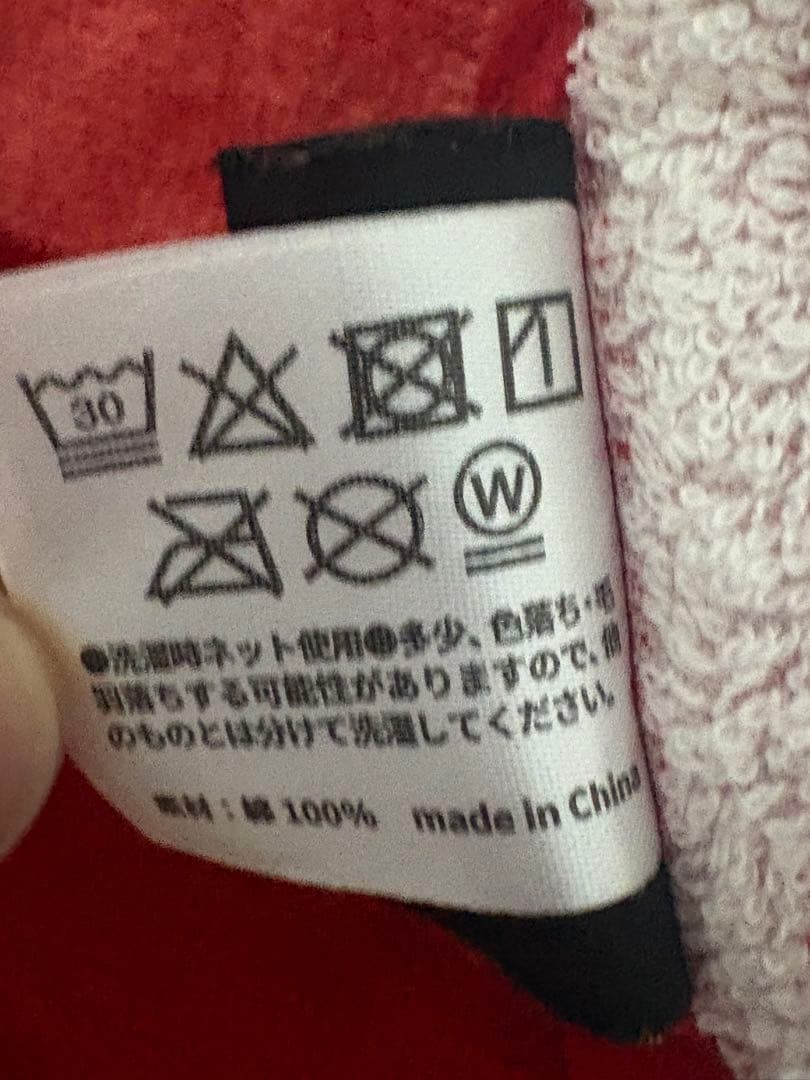 30
W
●洗濯時ネット使用●多少、色落ち・毛
羽落ちする可能性がありますので、他
のものとは分けて洗濯してください。
素材：綿 100% made in China